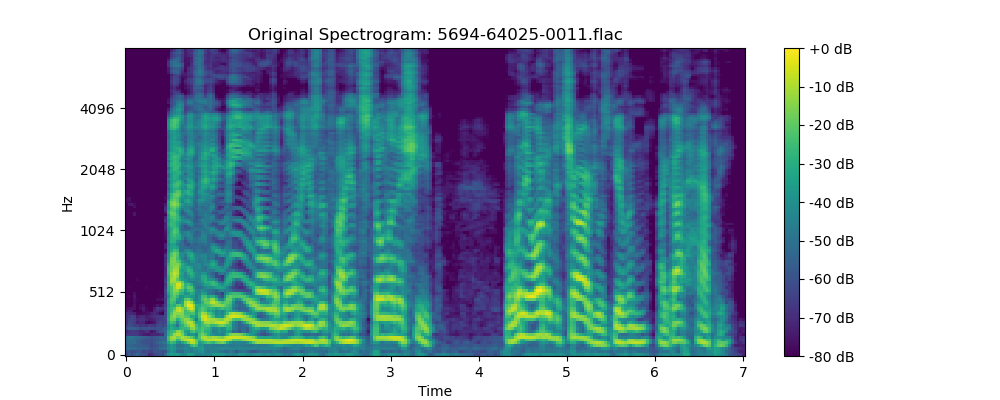 Original Spectrogram: 5694-64025-0011.flac
Hz
4096
2048
1024
512
0
0 1 2 3 4 5 6 7
Time
+0 dB
-10 dB
-20 dB
-30 dB
-40 dB
-50 dB
-60 dB
-70 dB
-80 dB